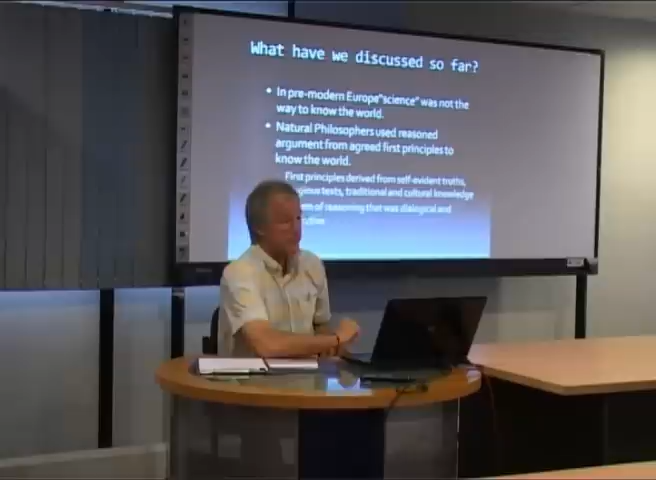 What have we discussed so far?
• In pre-modern Europe"science" was not the
way to know the world.
• Natural Philosophers used reasoned
argument from agreed first principles to
know the world.
First principles derived from self-evident truths,
texts, traditional and cultural knowledge
of reasoning that was dialogical and